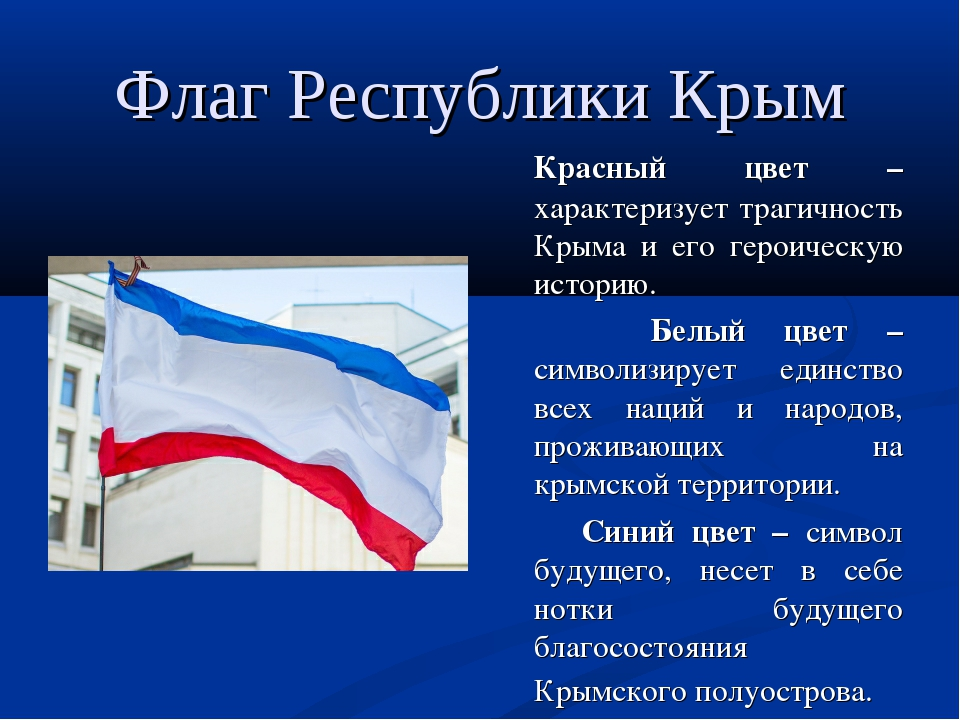 Флаг Республики Крым
Красный цвет –
характеризует трагичность
Крыма и его героическую
историю.
Белый цвет –
символизирует единство
всех наций и народов,
проживающих на
крымской территории.
Синий цвет – символ
будущего, несет в себе
нотки будущего
благосостояния
Крымского полуострова.